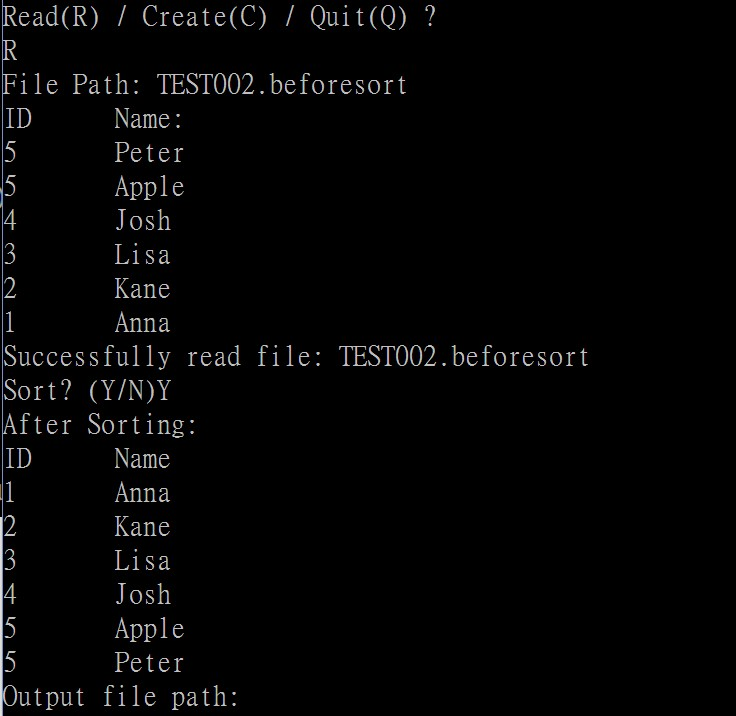 Read(R) / Create(C) / Quit(Q) ?
R
File Path: TEST002.beforesort
ID Name:
5 Peter
5 Apple
4 Josh
3 Lisa
2 Kane
1 Anna
Successfully read file: TEST002.beforesort
Sort? (Y/N)Y
After Sorting:
ID Name
1 Anna
2 Kane
3 Lisa
4 Josh
5 Apple
5 Peter
Output file path: